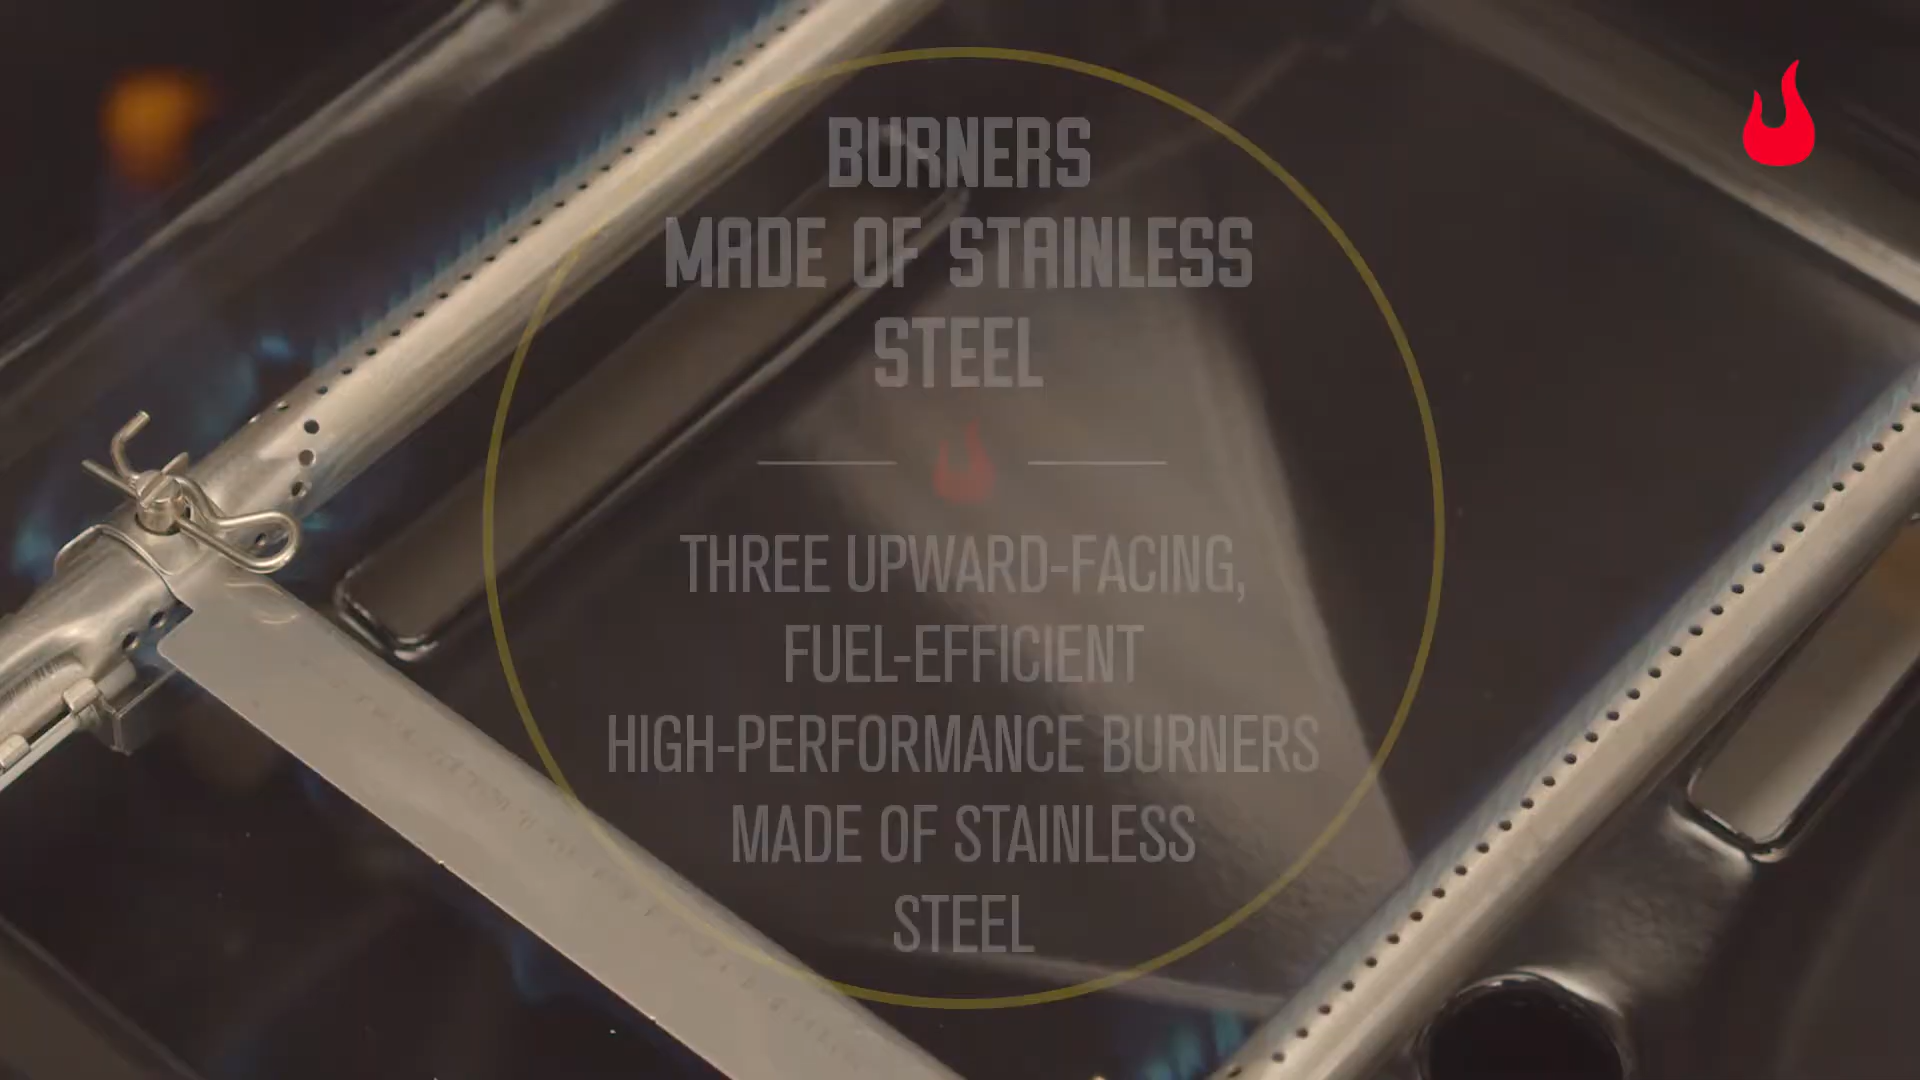 BURNERS
MADE OF STAINLESS
STEEL
THREE UPWARD-FACING,
FUEL-EFFICIENT
HIGH-PERFORMANCE BURNERS
MADE OF STAINLESS
STEEL